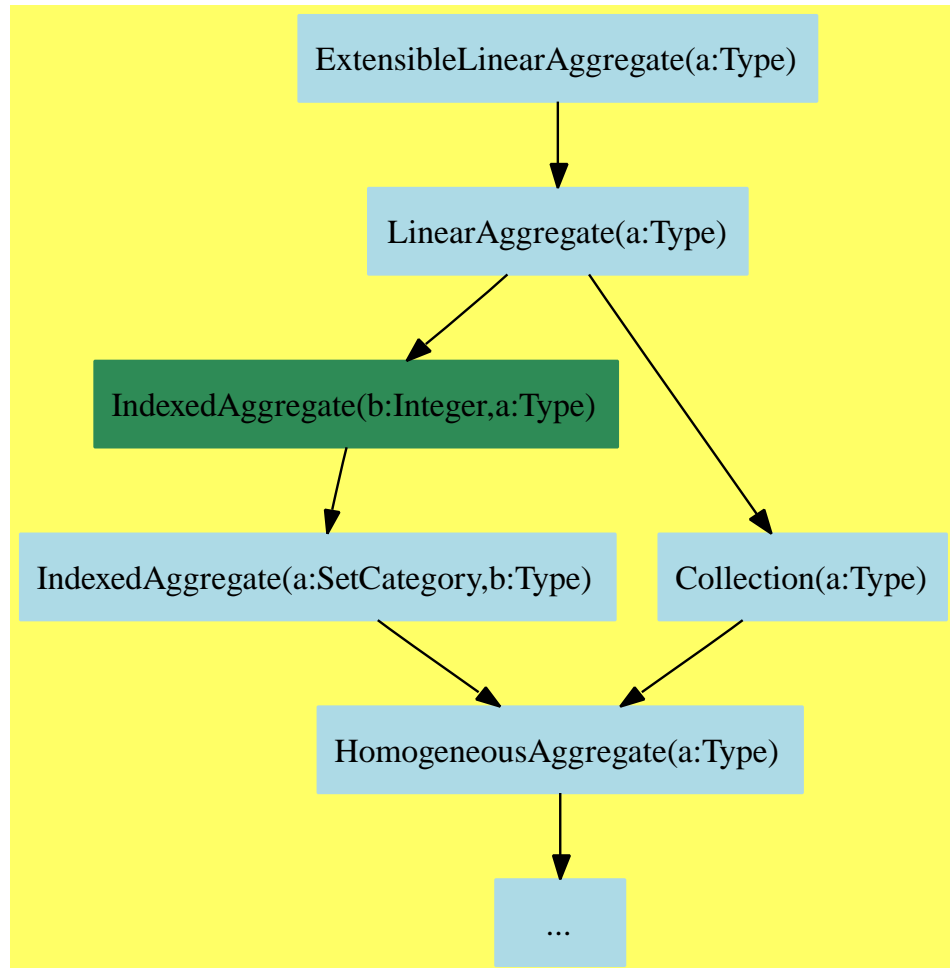 ExtensibleLinearAggregate(a:Type)
LinearAggregate(a:Type)
IndexedAggregate(b:Integer,a:Type)
IndexedAggregate(a:SetCategory,b:Type)
Collection(a:Type)
HomogeneousAggregate(a:Type)
...